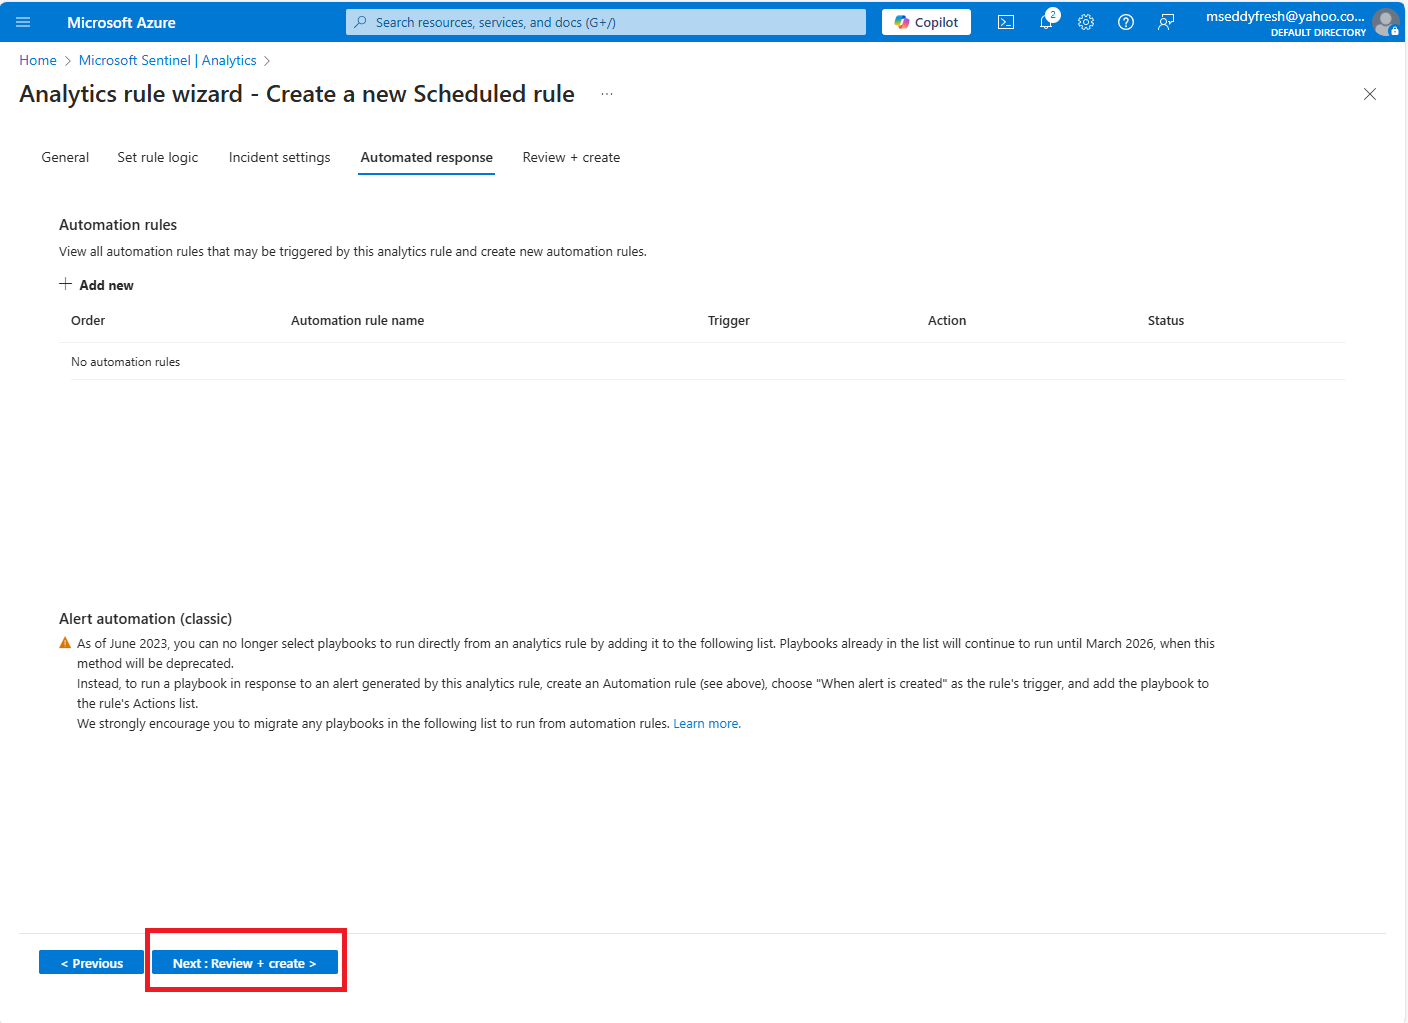 Microsoft Azure
Search resources, services, and docs (G+/)
Copilot
2
mseddyfresh@yahoo.co...
DEFAULT DIRECTORY
Home > Microsoft Sentinel | Analytics >
Analytics rule wizard - Create a new Scheduled rule ...
General Set rule logic Incident settings Automated response Review + create
Automation rules
View all automation rules that may be triggered by this analytics rule and create new automation rules.
+ Add new
Order Automation rule name Trigger Action Status
No automation rules
Alert automation (classic)
As of June 2023, you can no longer select playbooks to run directly from an analytics rule by adding it to the following list. Playbooks already in the list will continue to run until March 2026, when this
method will be deprecated.
Instead, to run a playbook in response to an alert generated by this analytics rule, create an Automation rule (see above), choose "When alert is created" as the rule's trigger, and add the playbook to
the rule's Actions list.
We strongly encourage you to migrate any playbooks in the following list to run from automation rules. Learn more.
< Previous Next : Review + create >